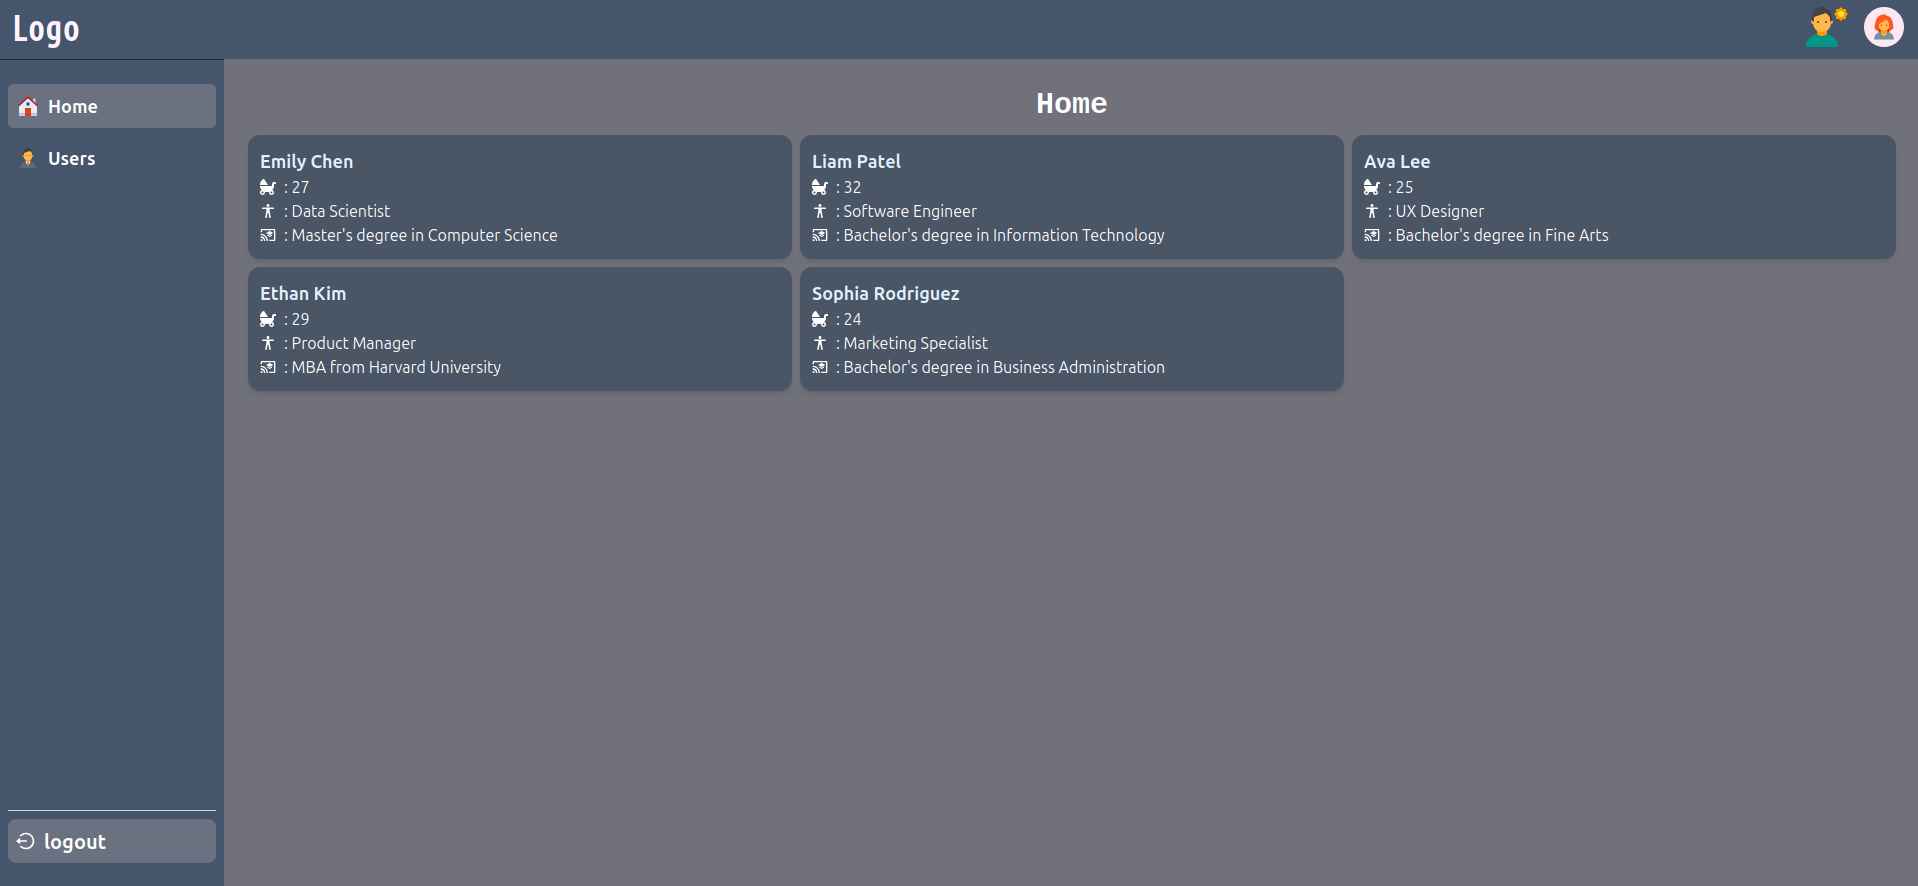 Logo
Home
Users
logout
Home
Emily Chen
: 27
: Data Scientist
: Master's degree in Computer Science
Liam Patel
: 32
: Software Engineer
: Bachelor's degree in Information Technology
Ava Lee
: 25
: UX Designer
: Bachelor's degree in Fine Arts
Ethan Kim
: 29
: Product Manager
: MBA from Harvard University
Sophia Rodriguez
: 24
: Marketing Specialist
: Bachelor's degree in Business Administration